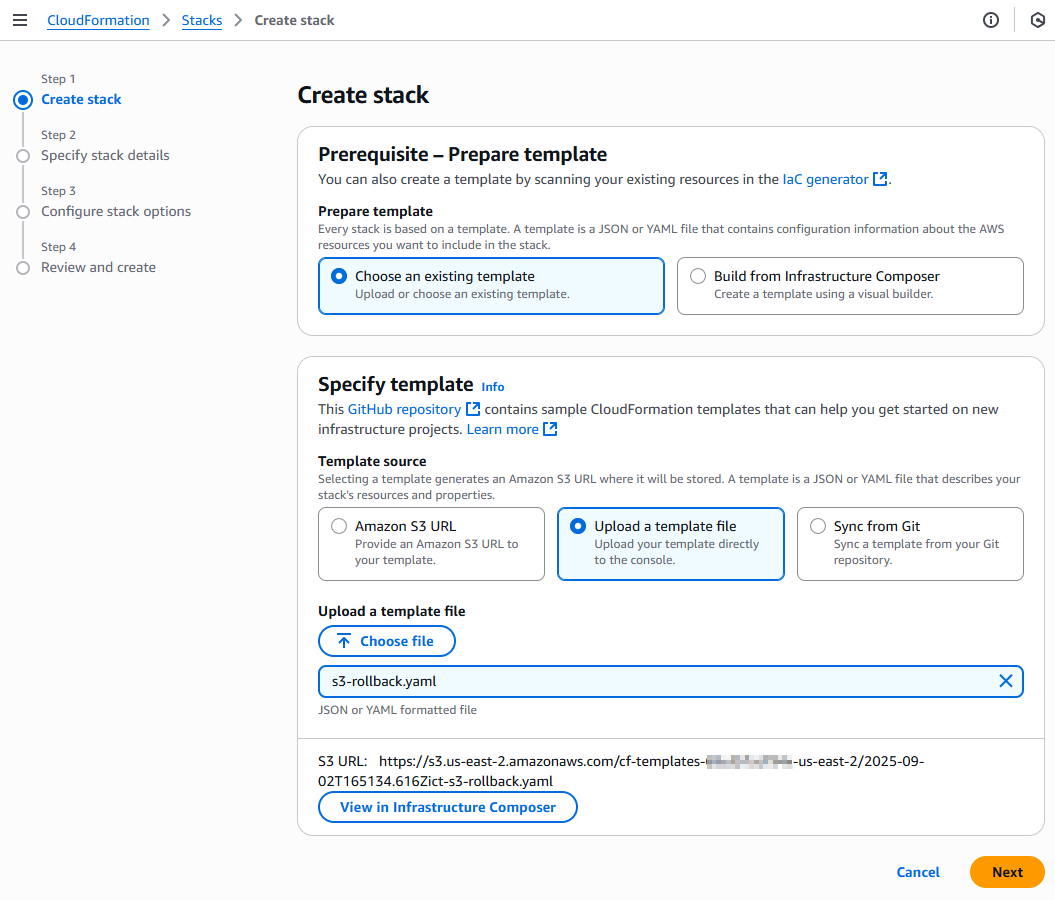 CloudFormation > Stacks > Create stack
Step 1
Create stack
Step 2
Specify stack details
Step 3
Configure stack options
Step 4
Review and create
Create stack
Prerequisite – Prepare template
You can also create a template by scanning your existing resources in the IaC generator .
Prepare template
Every stack is based on a template. A template is a JSON or YAML file that contains configuration information about the AWS
resources you want to include in the stack.
Choose an existing template
Upload or choose an existing template.
Build from Infrastructure Composer
Create a template using a visual builder.
Specify template Info
This GitHub repository contains sample CloudFormation templates that can help you get started on new
infrastructure projects. Learn more
Template source
Selecting a template generates an Amazon S3 URL where it will be stored. A template is a JSON or YAML file that describes your
stack's resources and properties.
Amazon S3 URL
Provide an Amazon S3 URL to
your template.
Upload a template file
Upload your template directly
to the console.
Sync from Git
Sync a template from your Git
repository.
Upload a template file
Choose file
s3-rollback.yaml
JSON or YAML formatted file
S3 URL: https://s3.us-east-2.amazonaws.com/cf-templates- -us-east-2/2025-09-
02T165134.616Zict-s3-rollback.yaml
View in Infrastructure Composer
Cancel
Next